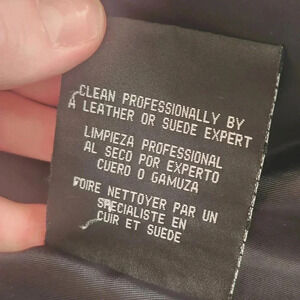 CLEAN PROFESSIONALLY BY
A LEATHER OR SUEDE EXPERT
LIMPIEZA PROFESSIONAL
AL SECO POR EXPERTO
CUERO O GAMUZA
FOIRE NETTOYER PAR UN
SPECIALISTE EN
CUIR ET SUEDE